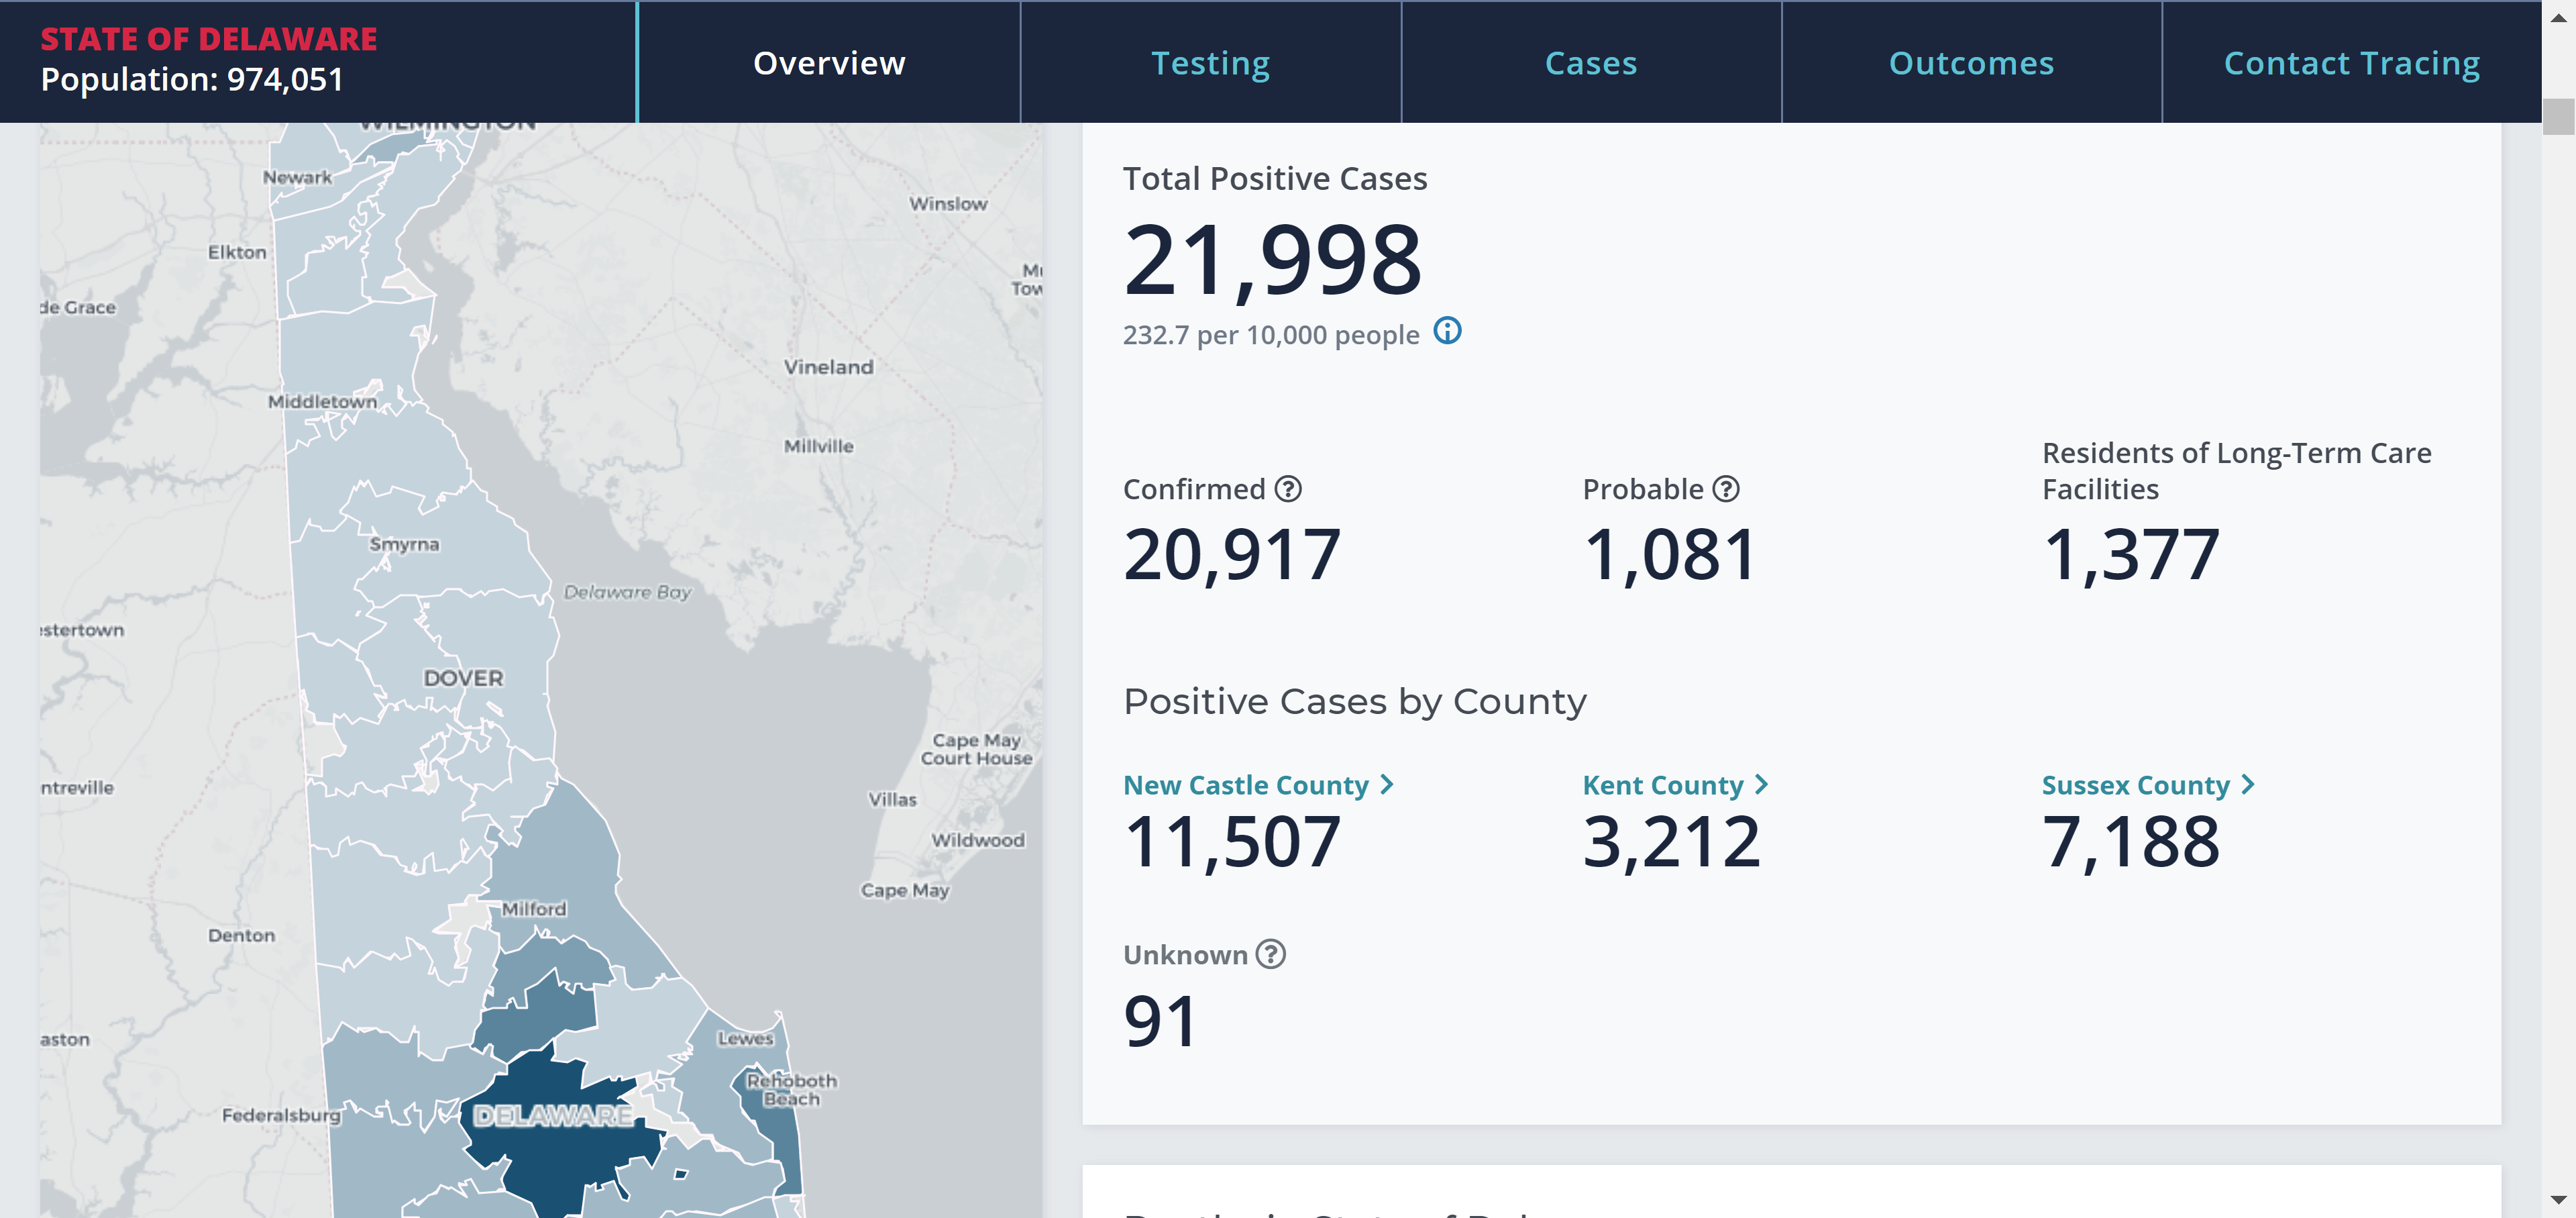 STATE OF DELAWARE
Population: 974,051
Overview
Testing
Cases
Outcomes
Contact Tracing
WILMINGTON
Newark
Winslow
Elkton
de Grace
Vineland
Middletown
Millville
Smyrna
Delaware Bay
estertown
DOVER
Cape May
Court House
ntreville
Villas
Wildwood
Cape May
Milford
Denton
aston
Lewes
Rehoboth
Beach
Federalsburg
DELAWARE
Total Positive Cases
21,998
232.7 per 10,000 people
Confirmed
20,917
Probable
1,081
Residents of Long-Term Care
Facilities
1,377
Positive Cases by County
New Castle County
11,507
Kent County
3,212
Sussex County
7,188
Unknown
91